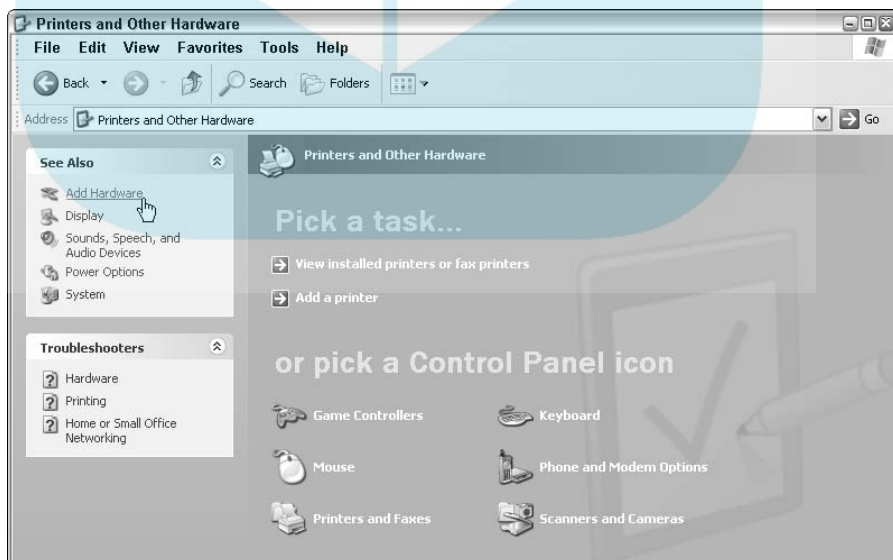 Printers and Other Hardware
File Edit View Favorites Tools Help
Back Search Folders
Address Printers and Other Hardware Go
See Also
Add Hardware
Display
Sounds, Speech, and
Audio Devices
Power Options
System
Troubleshooters
Hardware
Printing
Home or Small Office
Networking
Printers and Other Hardware
Pick a task...
View installed printers or fax printers
Add a printer
or pick a Control Panel icon
Game Controllers Keyboard
Mouse Phone and Modem Options
Printers and Faxes Scanners and Cameras